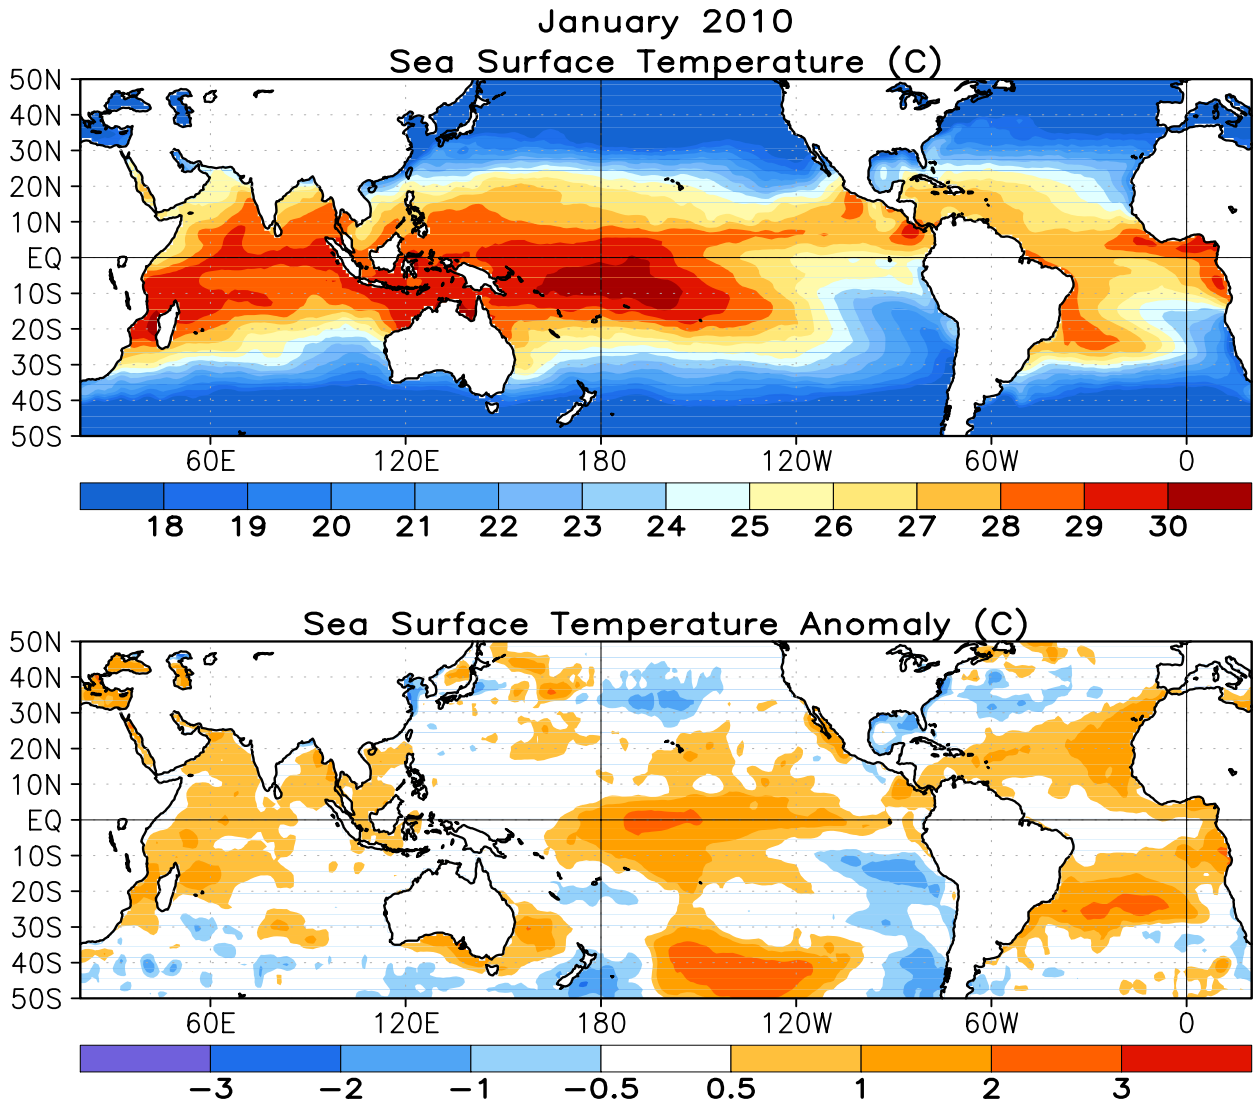 January 2010
Sea Surface Temperature (C)
50N
40N
30N
20N
10N
EQ
10S
20S
30S
40S
50S
60E 120E 180 120W 60W 0
18 19 20 21 22 23 24 25 26 27 28 29 30
Sea Surface Temperature Anomaly (C)
50N
40N
30N
20N
10N
EQ
10S
20S
30S
40S
50S
60E 120E 180 120W 60W 0
−3 −2 −1 −0.5 0.5 1 2 3